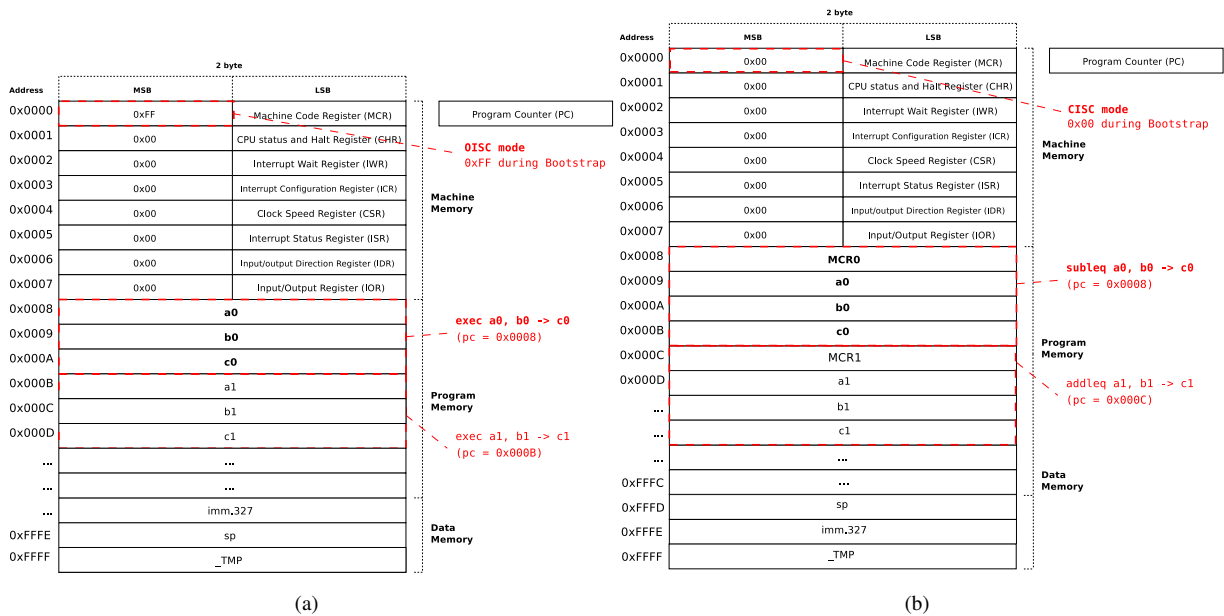 2 byte
Address MSB LSB
0x0000 0xFF Machine Code Register (MCR) Program Counter (PC)
0x0001 0x00 CPU status and Halt Register (CHR)
OISC mode
0xFF during Bootstrap
0x0002 0x00 Interrupt Wait Register (IWR)
0x0003 0x00 Interrupt Configuration Register (ICR)
Machine
Memory
0x0004 0x00 Clock Speed Register (CSR)
0x0005 0x00 Interrupt Status Register (ISR)
0x0006 0x00 Input/output Direction Register (IDR)
0x0007 0x00 Input/Output Register (IOR)
0x0008 a0
0x0009 b0
exec a0, b0 -> c0
(pc = 0x0008)
0x000A c0
0x000B a1
Program
Memory
0x000C b1
0x000D c1
exec a1, b1 -> c1
(pc = 0x000B)
... ...
... ...
... imm.327
Data
Memory
0xFFFE sp
0xFFFF _TMP
(a)
2 byte
Address MSB LSB
0x0000 0x00 Machine Code Register (MCR) Program Counter (PC)
0x0001 0x00 CPU status and Halt Register (CHR)
CISC mode
0x00 during Bootstrap
0x0002 0x00 Interrupt Wait Register (IWR)
0x0003 0x00 Interrupt Configuration Register (ICR)
Machine
Memory
0x0004 0x00 Clock Speed Register (CSR)
0x0005 0x00 Interrupt Status Register (ISR)
0x0006 0x00 Input/output Direction Register (IDR)
0x0007 0x00 Input/Output Register (IOR)
0x0008 MCR0
0x0009 a0
subleq a0, b0 -> c0
(pc = 0x0008)
0x000A b0
0x000B c0
Program
Memory
0x000C MCR1
0x000D a1
addleq a1, b1 -> c1
(pc = 0x000C)
... b1
... c1
... ...
Data
Memory
0xFFFC ...
0xFFFD sp
0xFFFE imm.327
0xFFFF _TMP
(b)